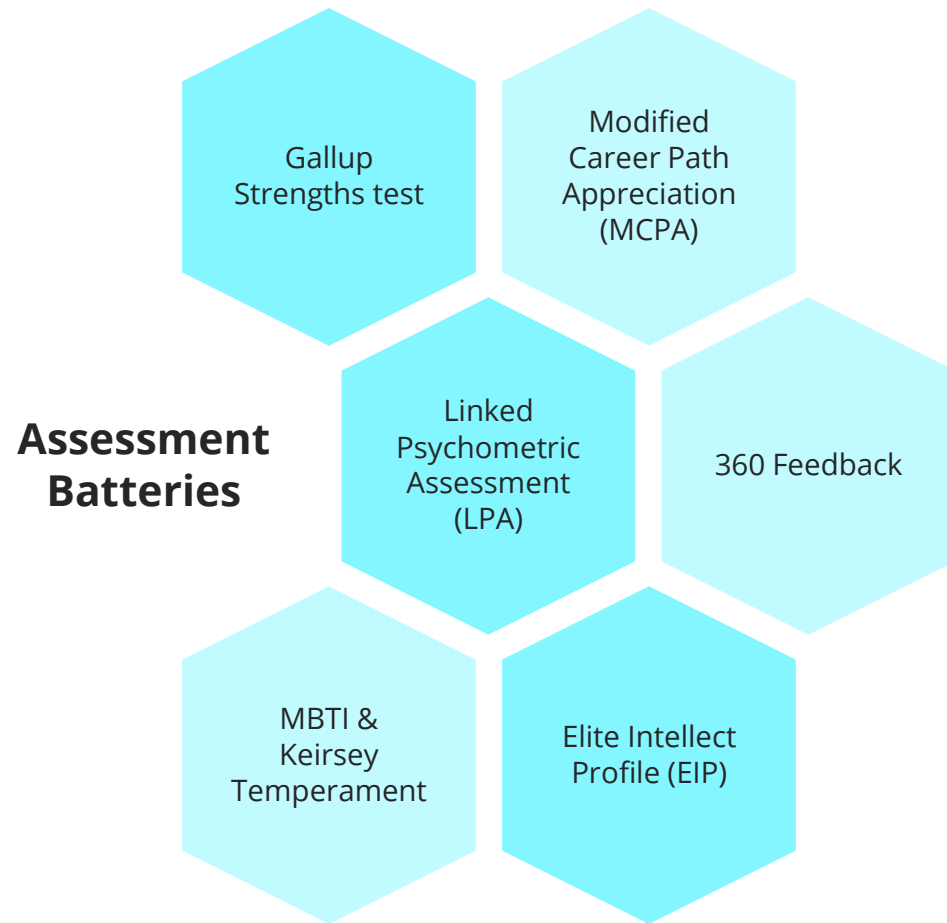 Gallup
Strengths test
Modified
Career Path
Appreciation
(MCPA)
Assessment
Batteries
Linked
Psychometric
Assessment
(LPA)
360 Feedback
MBTI &
Keirsey
Temperament
Elite Intellect
Profile (EIP)